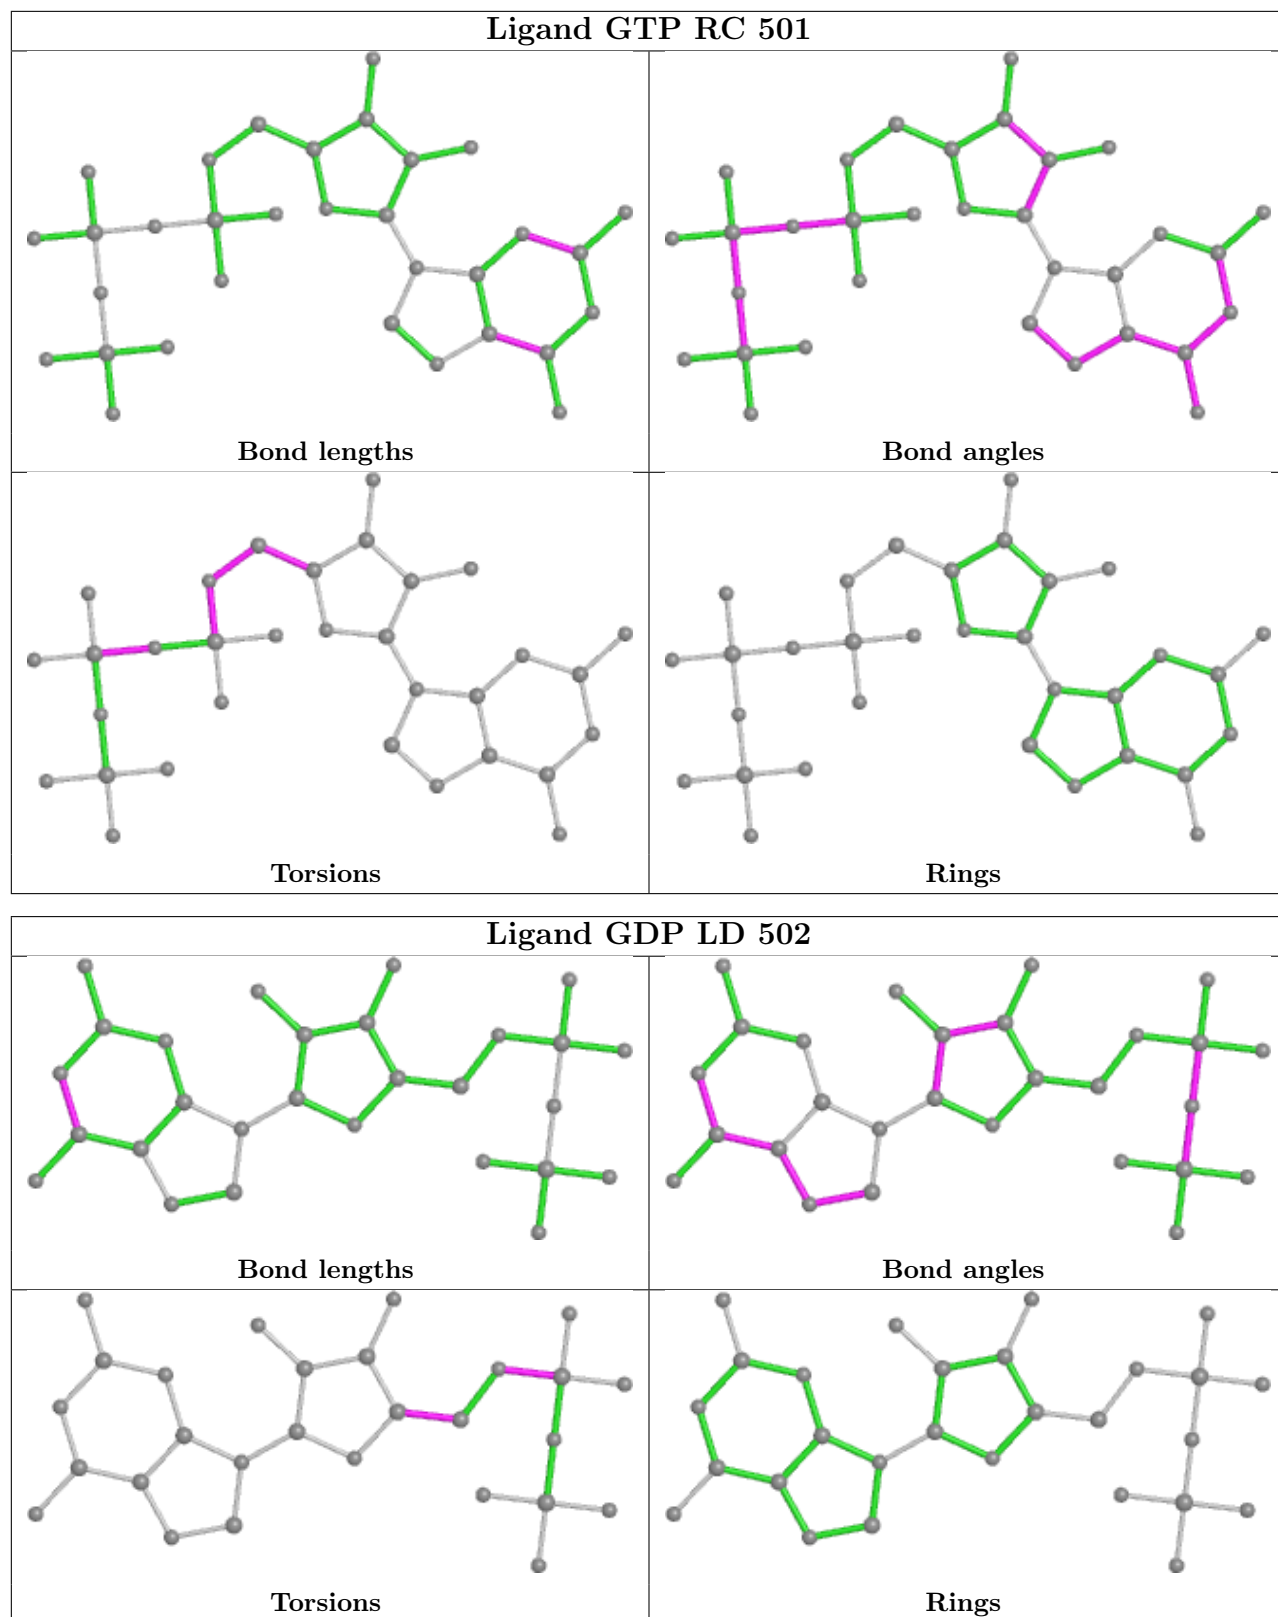 Ligand GTP RC 501
Bond lengths
Bond angles
Torsions
Rings
Ligand GDP LD 502
Bond lengths
Bond angles
Torsions
Rings